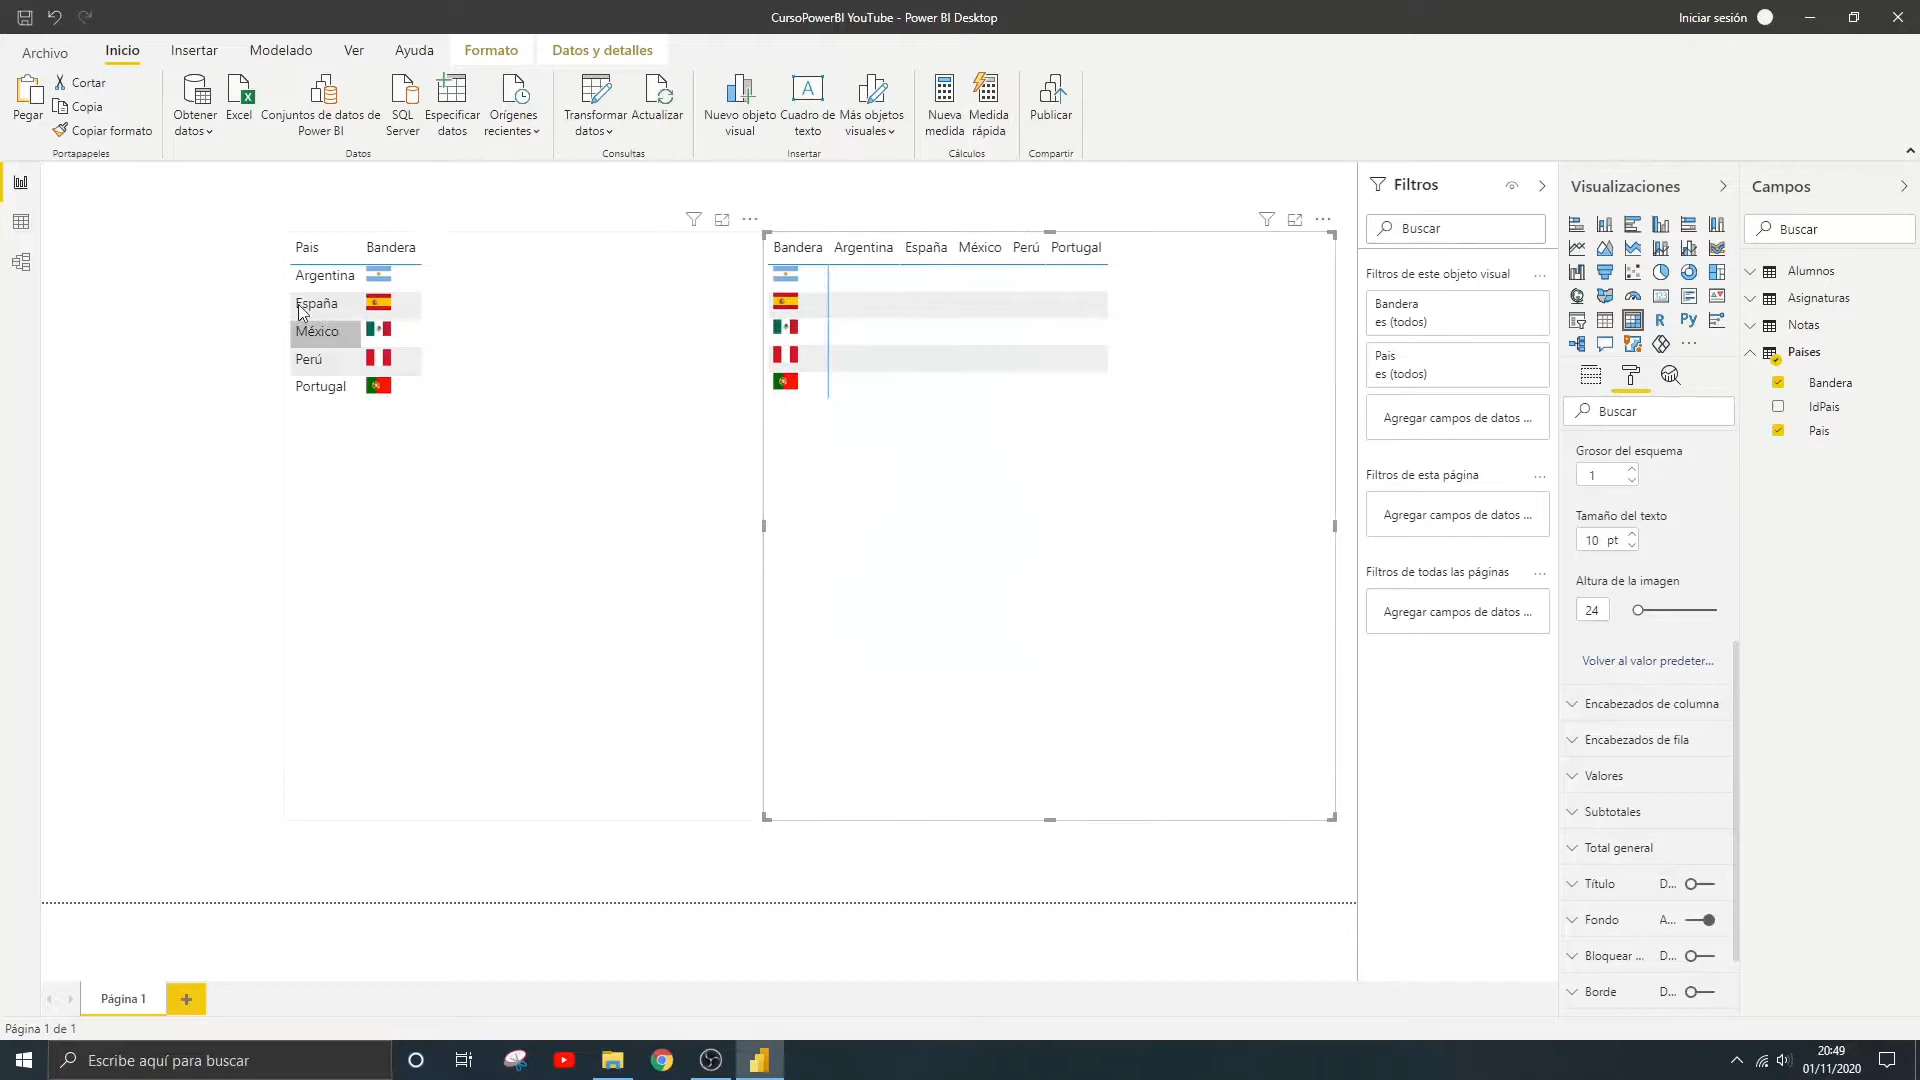 CursoPowerBI YouTube - Power BI Desktop
Iniciar sesión
Archivo
Inicio
Insertar
Modelado
Ver
Ayuda
Formato
Datos y detalles
Pegar
Cortar
Copia
Copiar formato
Portapapeles
Obtener datos
Excel
Conjuntos de datos de Power BI
SQL Server
Especificar datos
Orígenes recientes
Datos
Transformar datos
Actualizar
Consultas
Nuevo objeto visual
Cuadro de texto
Más objetos visuales
Insertar
Nueva medida
Medida rápida
Cálculos
Publicar
Compartir
Pais Bandera
Argentina
España
México
Perú
Portugal
Bandera Argentina España México Perú Portugal
Filtros
Buscar
Filtros de este objeto visual ...
Bandera
es (todos)
Pais
es (todos)
Agregar campos de datos ...
Filtros de esta página ...
Agregar campos de datos ...
Filtros de todas las páginas ...
Agregar campos de datos ...
Visualizaciones
R
Py
...
Buscar
Grosor del esquema
1
Tamaño del texto
10 pt
Altura de la imagen
24
Volver al valor predeter...
Encabezados de columna
Encabezados de fila
Valores
Subtotales
Total general
Título D...
Fondo A...
Bloquear ... D...
Borde D...
Campos
Buscar
Alumnos
Asignaturas
Notas
Paises
Bandera
IdPais
Pais
Página 1
+
Página 1 de 1
Escribe aquí para buscar
20:49
01/11/2020